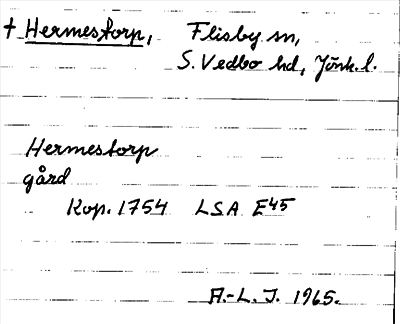 † Hermestorp, Flisby sn,
S. Vedbo hd, Jönk. l.
Hermestorp
gård
Kop. 1754 LSA E45
A.-L. J. 1965.